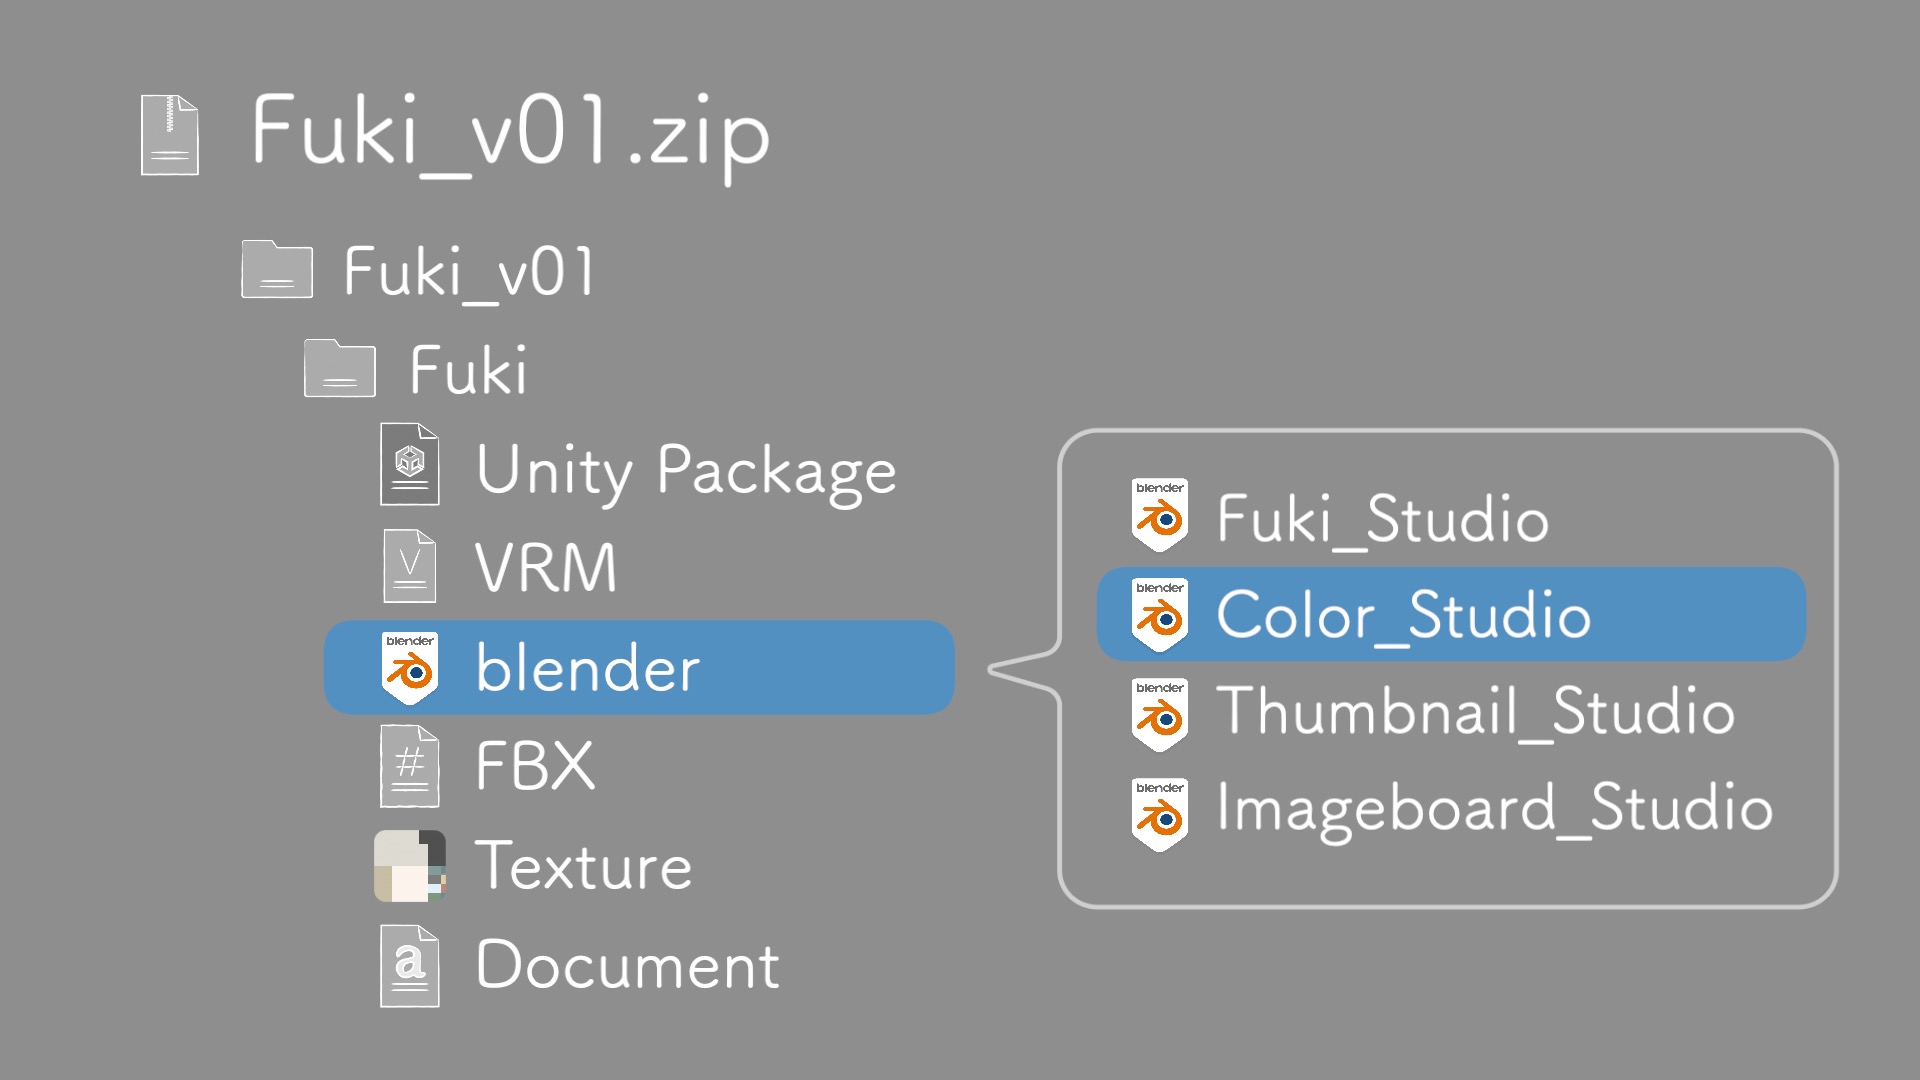 Fuki_v01.zip
Fuki_v01
Fuki
Unity Package
V
VRM
blender
blender
#
FBX
Texture
a
Document
blender
Fuki_Studio
blender
Color_Studio
blender
Thumbnail_Studio
blender
Imageboard_Studio